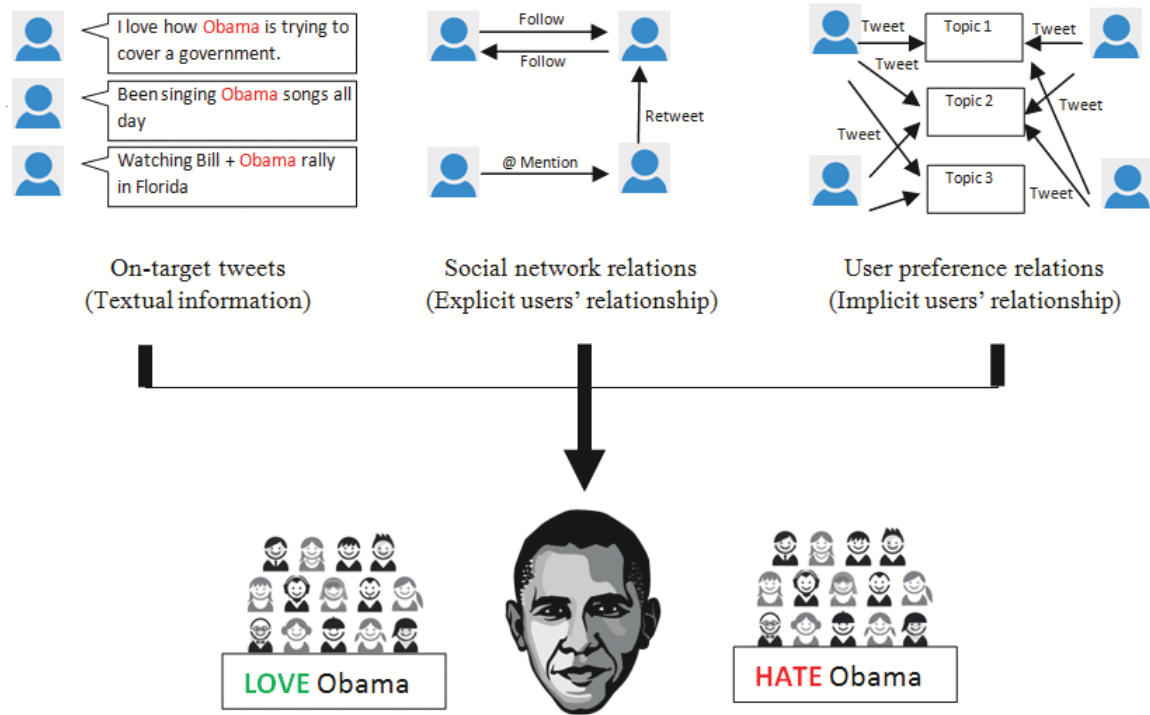 I love how Obama is trying to
cover a government.
Been singing Obama songs all
day
Watching Bill + Obama rally
in Florida
Follow
Follow
Retweet
@ Mention
Tweet
Topic 1
Tweet
Tweet
Topic 2
Tweet
Tweet
Topic 3
Tweet
On-target tweets
(Textual information)
Social network relations
(Explicit users’ relationship)
User preference relations
(Implicit users’ relationship)
LOVE Obama
HATE Obama